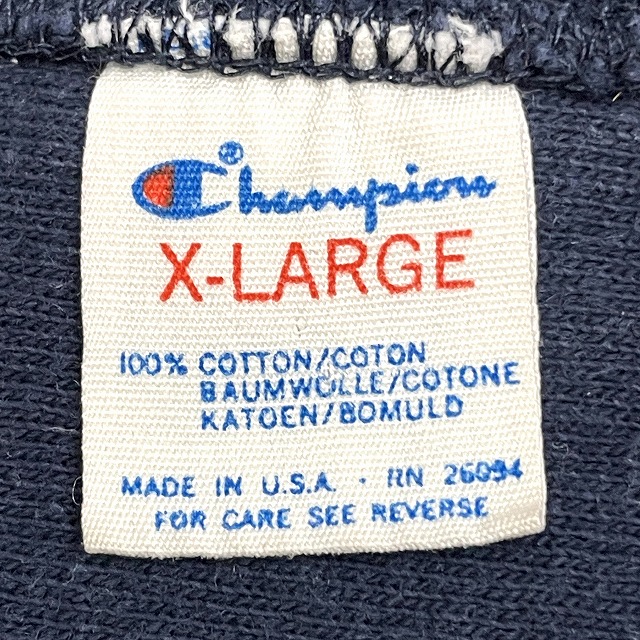 Champion®
X-LARGE
100% COTTON/COTON
BAUMWOLLE/COTONE
KATOEN/BOMULD
MADE IN U.S.A. · RN 26094
FOR CARE SEE REVERSE